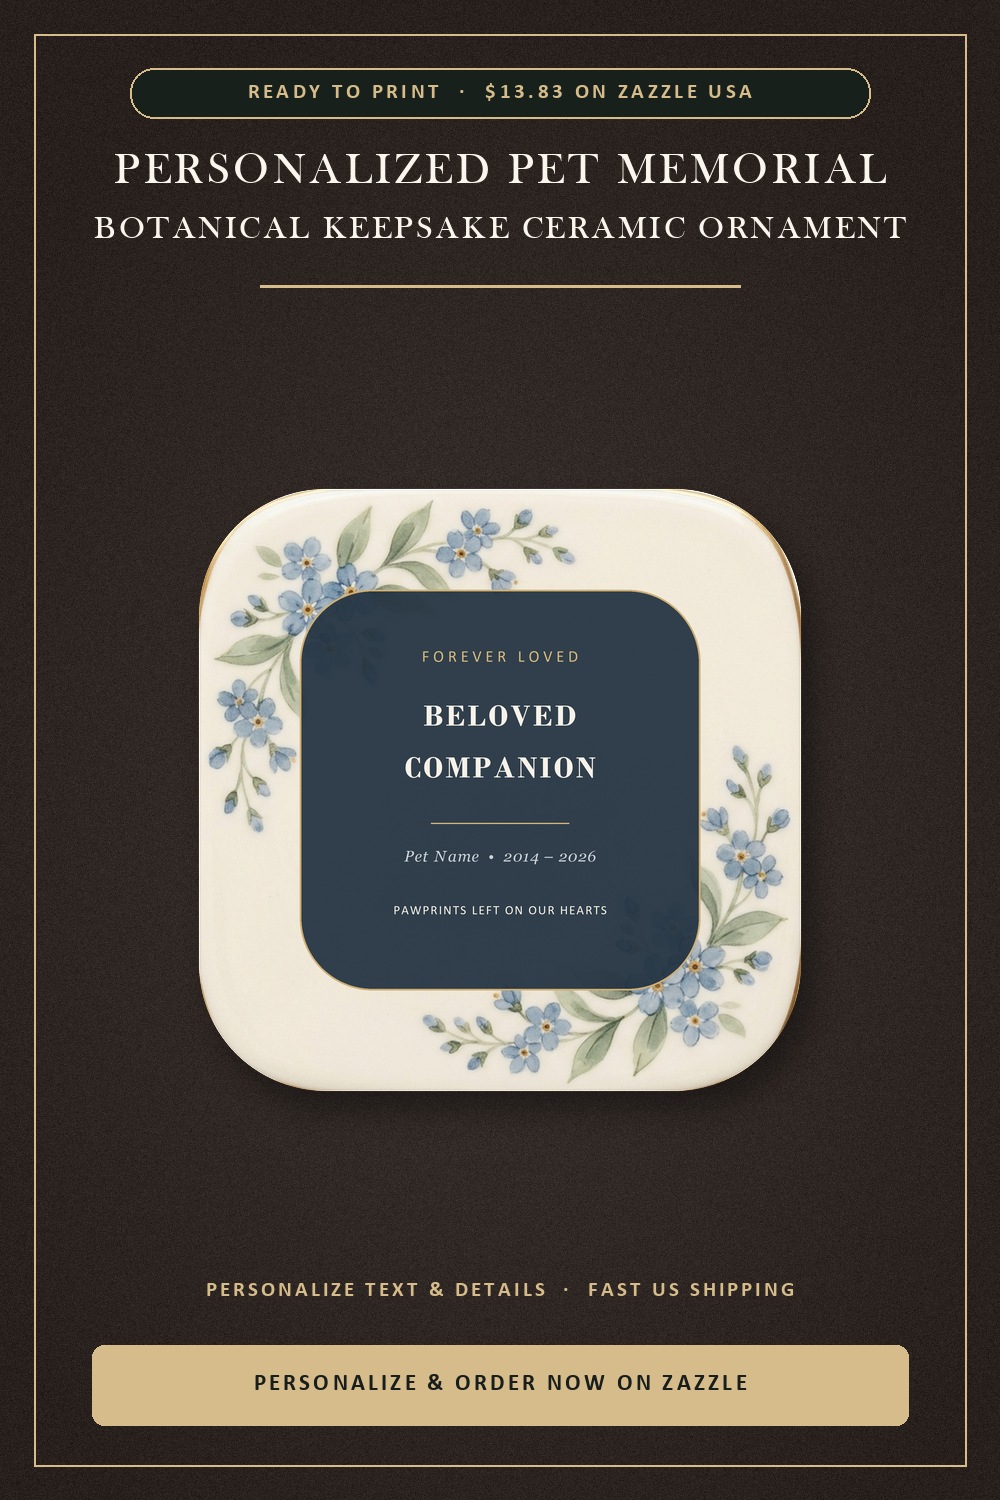 READY TO PRINT · $13.83 ON ZAZZLE USA
PERSONALIZED PET MEMORIAL
BOTANICAL KEEPSAKE CERAMIC ORNAMENT
FOREVER LOVED
BELOVED
COMPANION
Pet Name • 2014 – 2026
PAWPRINTS LEFT ON OUR HEARTS
PERSONALIZE TEXT & DETAILS · FAST US SHIPPING
PERSONALIZE & ORDER NOW ON ZAZZLE